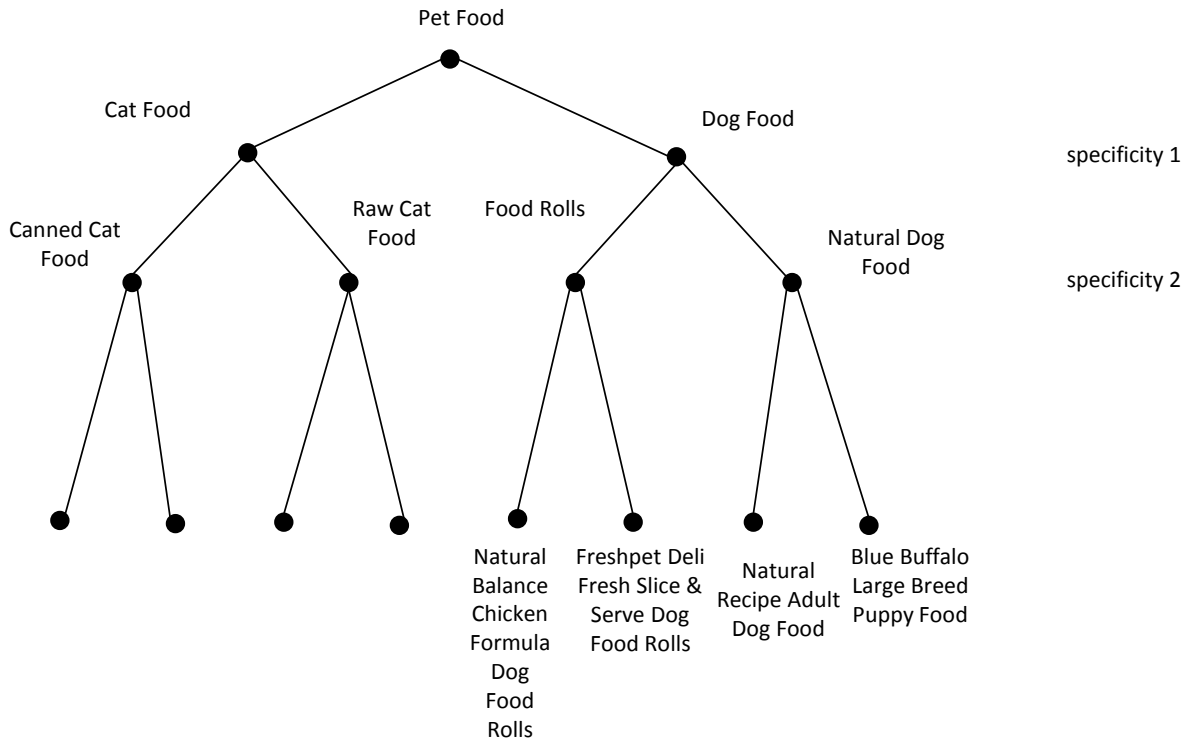 Pet Food
Cat Food
Dog Food
specificity 1
Canned Cat
Food
Raw Cat
Food
Food Rolls
Natural Dog
Food
specificity 2
Natural
Balance
Chicken
Formula
Dog
Food
Rolls
Freshpet Deli
Fresh Slice &
Serve Dog
Food Rolls
Natural
Recipe Adult
Dog Food
Blue Buffalo
Large Breed
Puppy Food